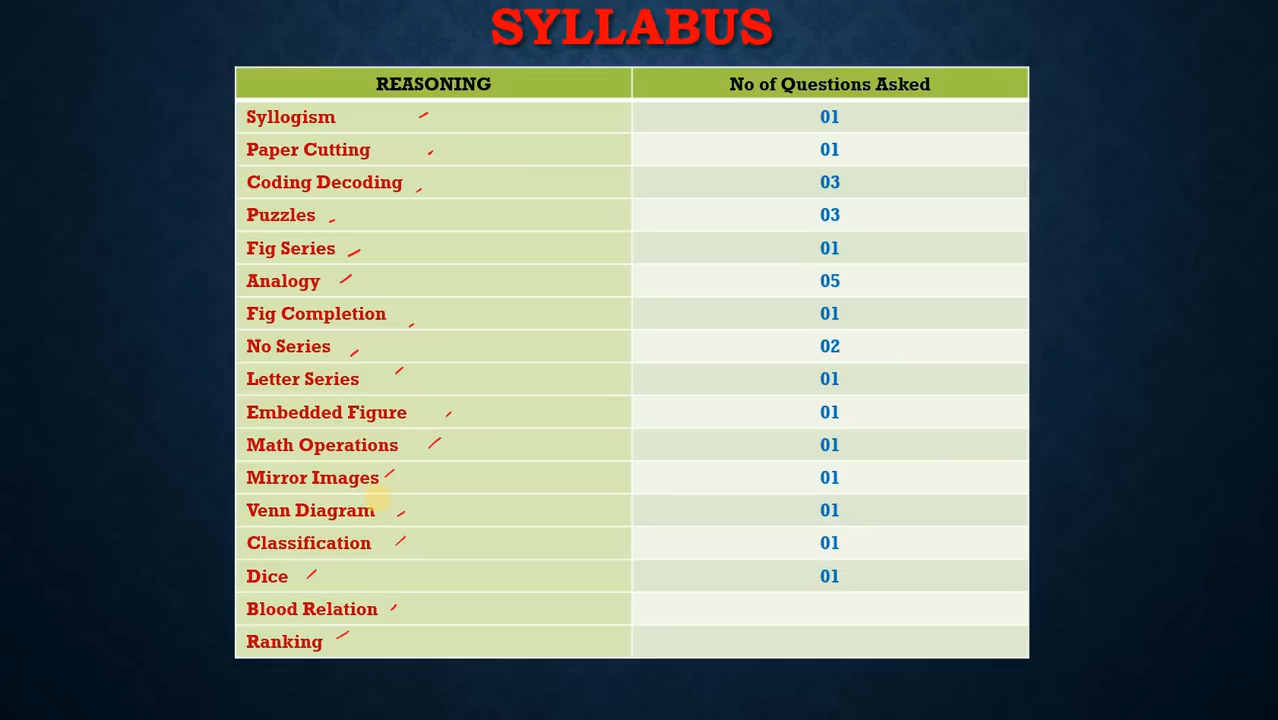 SYLLABUS
REASONING No of Questions Asked
Syllogism 01
Paper Cutting 01
Coding Decoding 03
Puzzles 03
Fig Series 01
Analogy 05
Fig Completion 01
No Series 02
Letter Series 01
Embedded Figure 01
Math Operations 01
Mirror Images 01
Venn Diagram 01
Classification 01
Dice 01
Blood Relation
Ranking